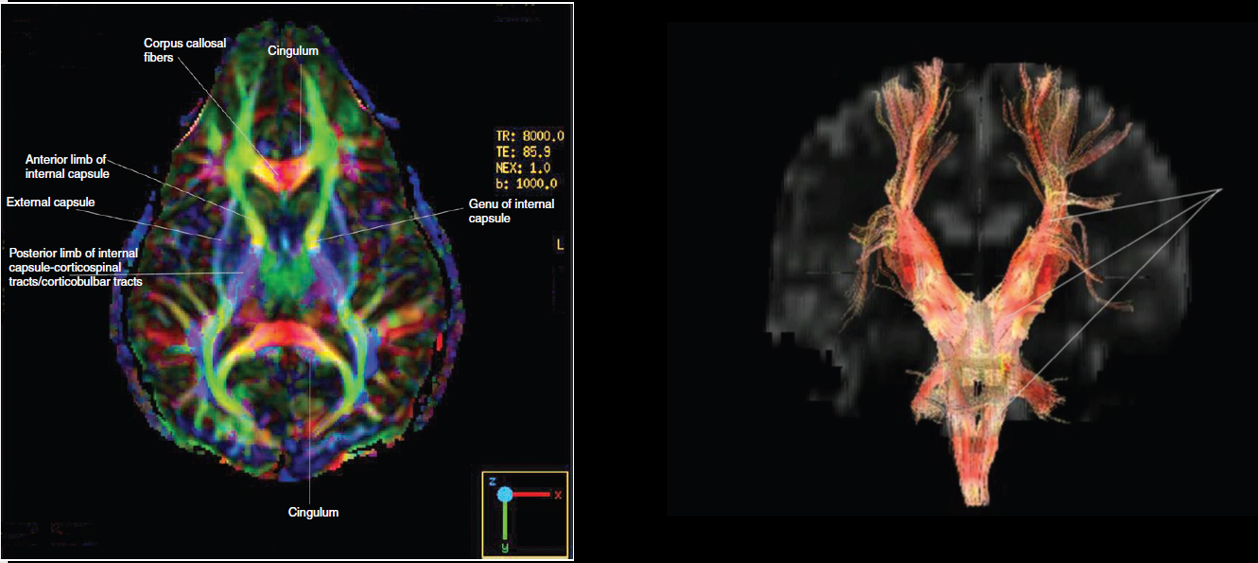 Corpus callosal
fibers
Cingulum
TR: 8000.0
TE: 85.9
NEX: 1.0
b: 1000.0
Anterior limb of
internal capsule
External capsule
Genu of internal
capsule
L
Posterior limb of internal
capsule-corticospinal
tracts/corticobulbar tracts
z
x
y
Cingulum